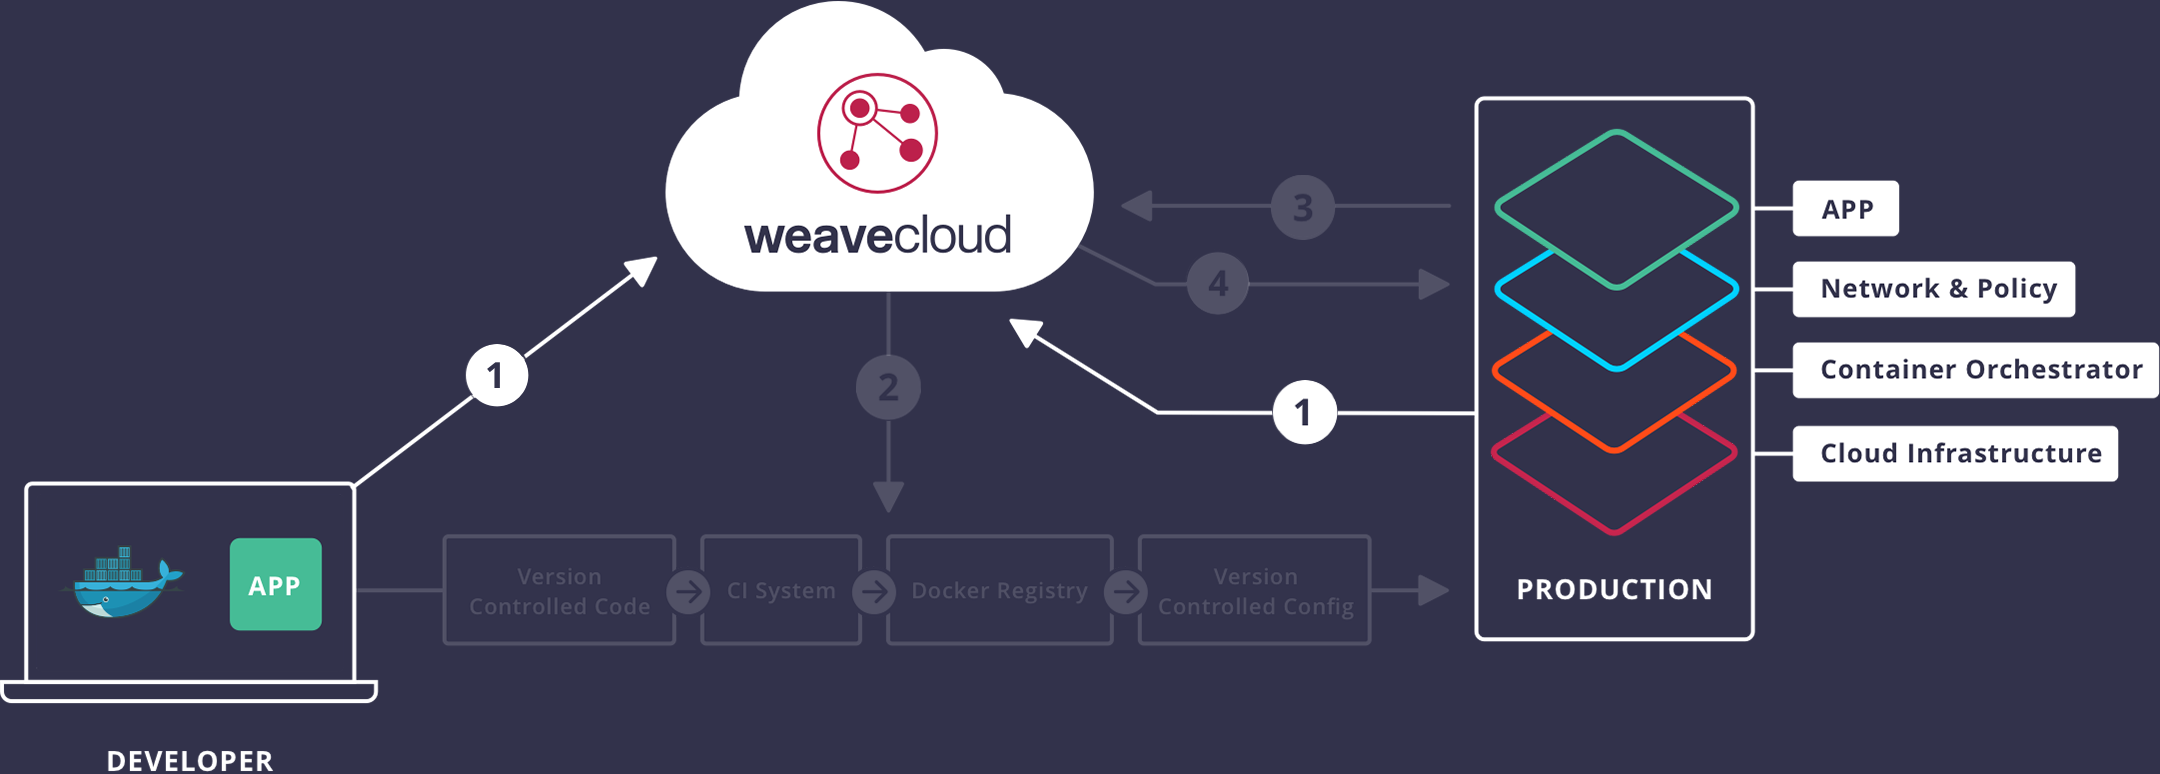 weavecloud
3
APP
4
Network & Policy
1
2
1
Container Orchestrator
Cloud Infrastructure
APP
Version
Controlled Code
CI System
Docker Registry
Version
Controlled Config
PRODUCTION
DEVELOPER